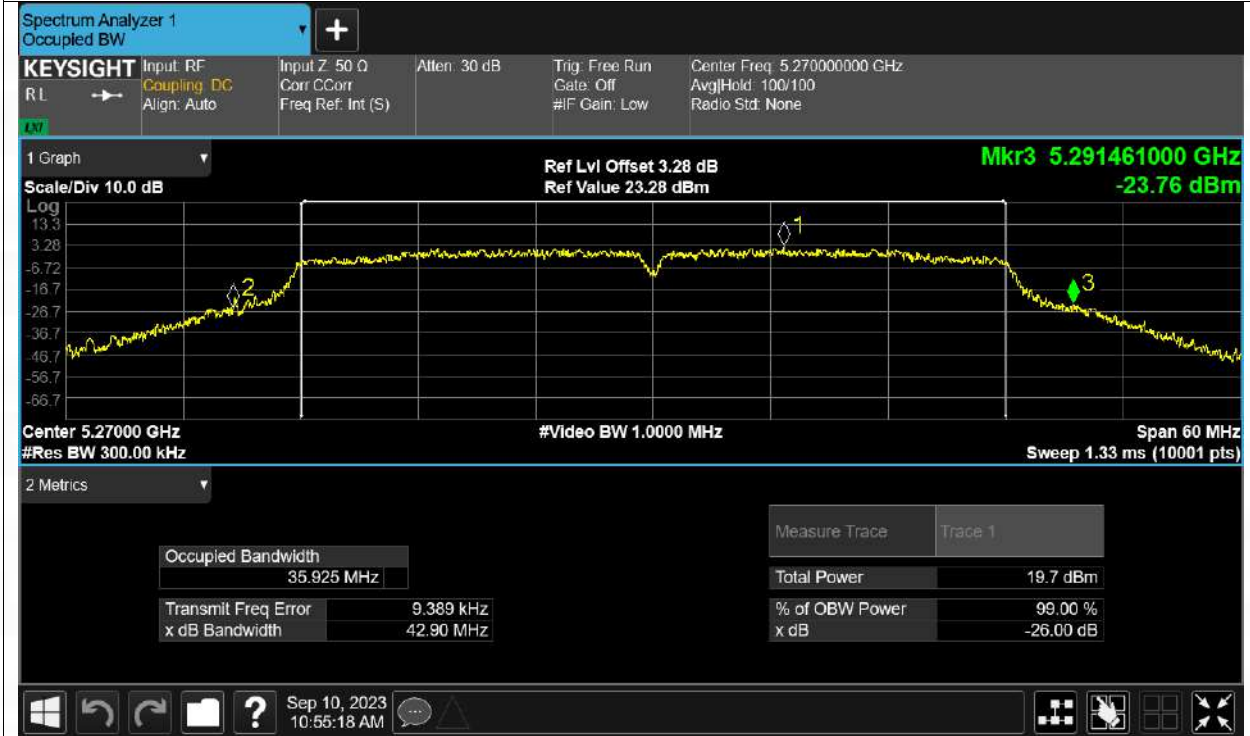 Spectrum Analyzer 1
Occupied BW
+
KEYSIGHT
RL
LXI
Input: RF
Coupling: DC
Align: Auto
Input Z: 50 Ω
Corr CCorr
Freq Ref: Int (S)
Atten: 30 dB
Trig: Free Run
Gate: Off
#IF Gain: Low
Center Freq: 5.270000000 GHz
Avg|Hold: 100/100
Radio Std: None
1 Graph
Scale/Div 10.0 dB
Ref Lvl Offset 3.28 dB
Ref Value 23.28 dBm
Mkr3 5.291461000 GHz
-23.76 dBm
Log
13.3
3.28
-6.72
-16.7
-26.7
-36.7
-46.7
-56.7
-66.7
1
2
3
Center 5.27000 GHz
#Video BW 1.0000 MHz
Span 60 MHz
#Res BW 300.00 kHz
Sweep 1.33 ms (10001 pts)
2 Metrics
Measure Trace Trace 1
Occupied Bandwidth
35.925 MHz
Total Power 19.7 dBm
Transmit Freq Error 9.389 kHz
% of OBW Power 99.00 %
x dB Bandwidth 42.90 MHz
x dB -26.00 dB
?
Sep 10, 2023
10:55:18 AM